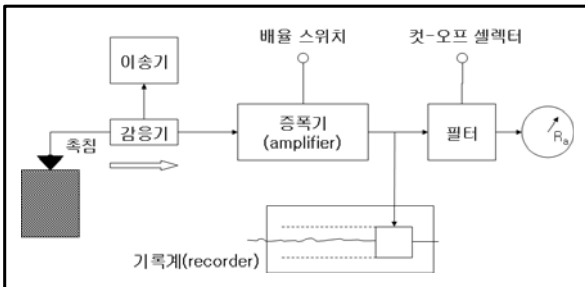 배율 스위치
컷-오프 셀렉터
이송기
감응기
증폭기
(amplifier)
필터
Ra
촉침
기록계(recorder)